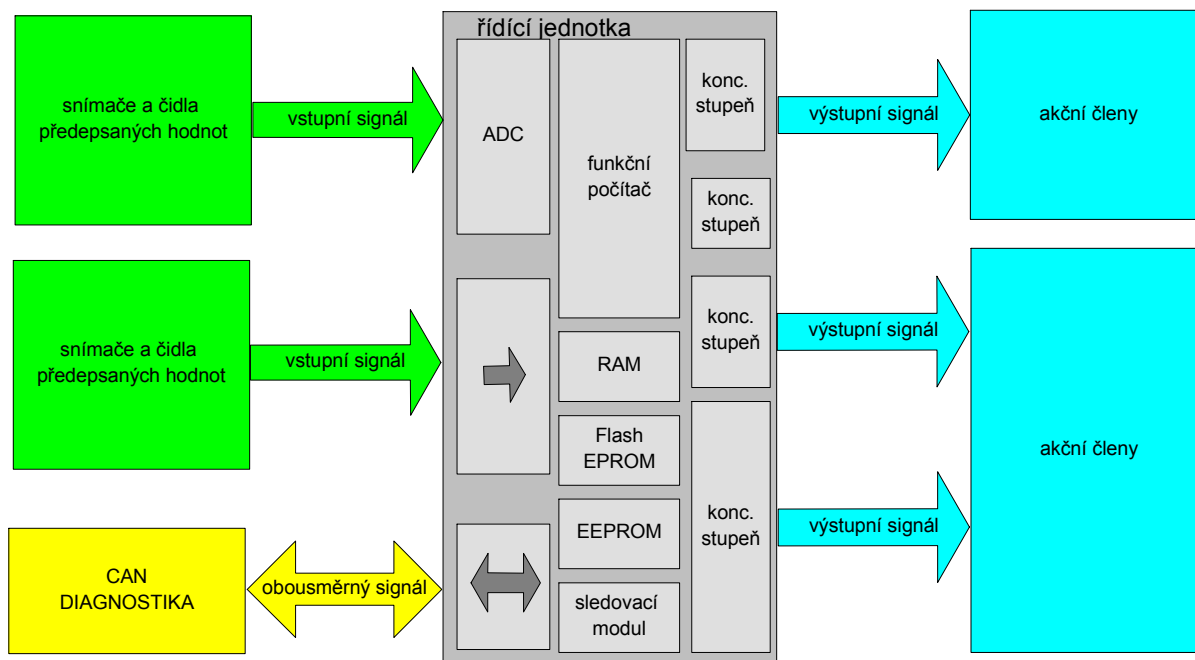 řídící jednotka
snímače a čidla
předepsaných hodnot
vstupní signál
ADC
funkční
počítač
konc.
stupeň
výstupní signál
akční členy
konc.
stupeň
snímače a čidla
předepsaných hodnot
vstupní signál
RAM
konc.
stupeň
výstupní signál
akční členy
Flash
EPROM
EEPROM
konc.
stupeň
výstupní signál
CAN
DIAGNOSTIKA
obousměrný signál
sledovací
modul